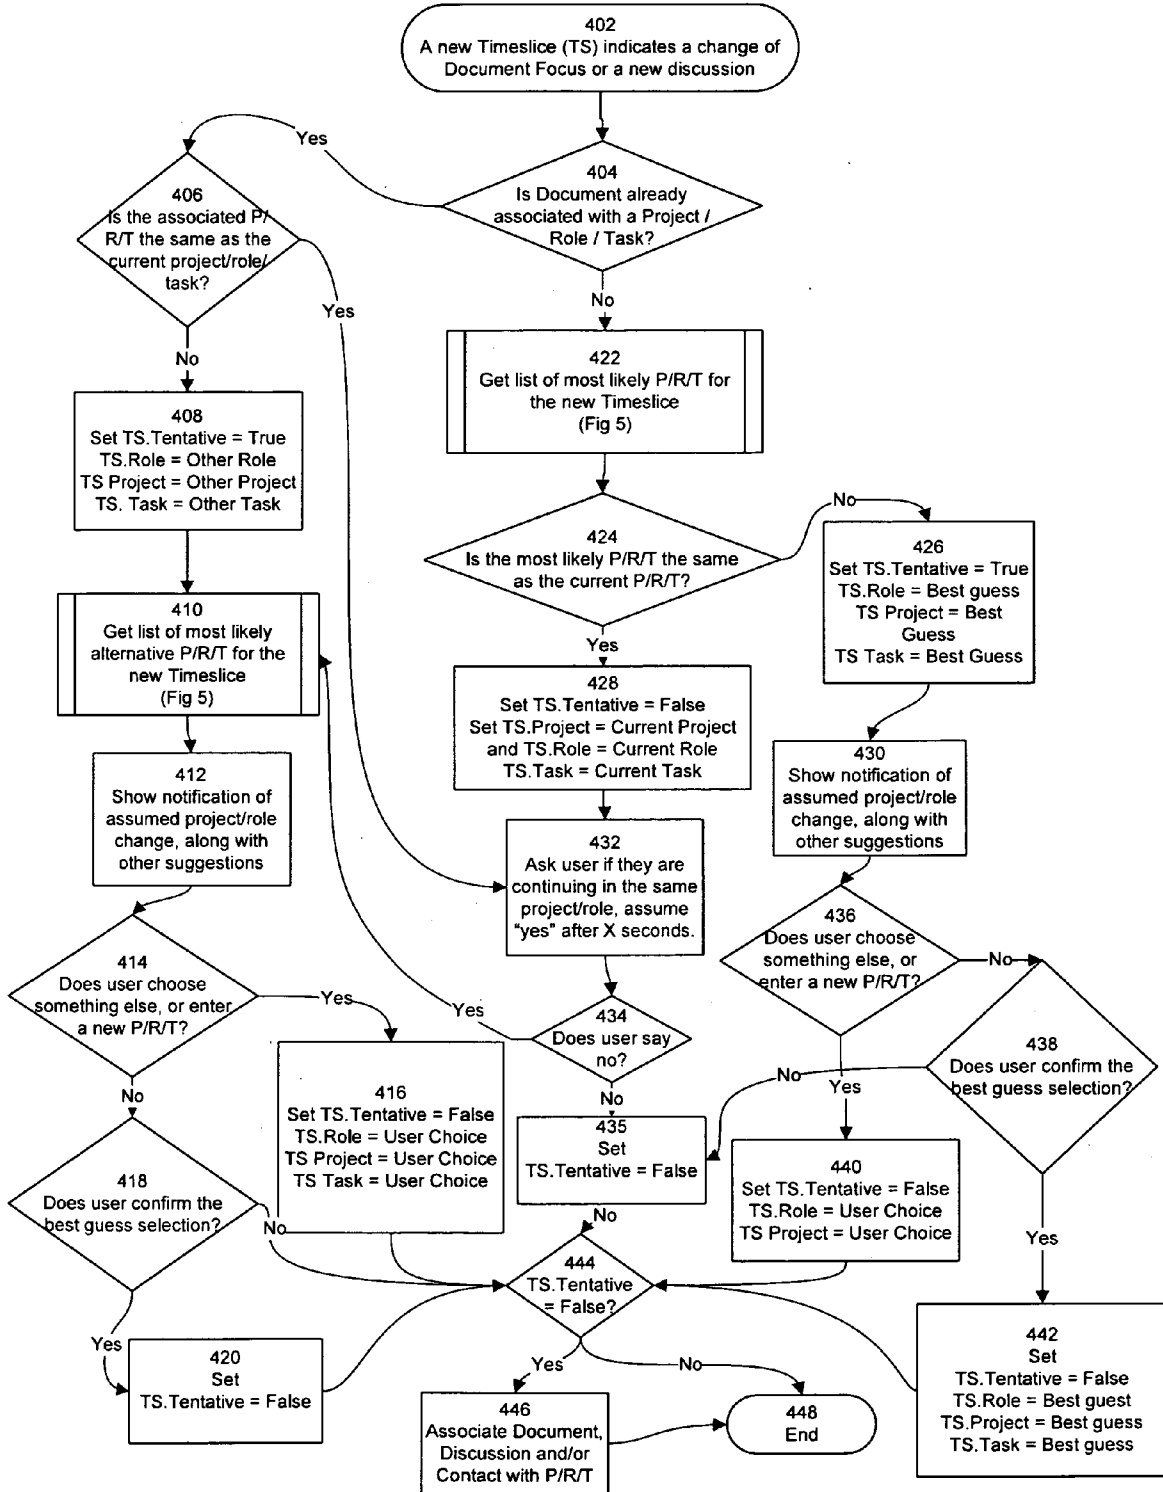 402
A new Timeslice (TS) indicates a change of
Document Focus or a new discussion
Yes
404
Is Document already
associated with a Project /
Role / Task?
406
Is the associated P/
R/T the same as the
current project/role/
task?
Yes
No
No
422
Get list of most likely P/R/T for
the new Timeslice
(Fig 5)
408
Set TS.Tentative = True
TS.Role = Other Role
TS Project = Other Project
TS. Task = Other Task
424
Is the most likely P/R/T the same
as the current P/R/T?
No
426
Set TS.Tentative = True
TS.Role = Best guess
TS Project = Best
Guess
TS Task = Best Guess
410
Get list of most likely
alternative P/R/T for the
new Timeslice
(Fig 5)
Yes
428
Set TS.Tentative = False
Set TS.Project = Current Project
and TS.Role = Current Role
TS.Task = Current Task
430
Show notification of
assumed project/role
change, along with
other suggestions
412
Show notification of
assumed project/role
change, along with
other suggestions
432
Ask user if they are
continuing in the same
project/role, assume
"yes" after X seconds.
436
Does user choose
something else, or
enter a new P/R/T?
No
414
Does user choose
something else, or enter
a new P/R/T?
Yes
Yes
434
Does user say
no?
438
Does user confirm the
best guess selection?
No
Yes
No
No
416
Set TS.Tentative = False
TS.Role = User Choice
TS Project = User Choice
TS Task = User Choice
435
Set
TS.Tentative = False
440
Set TS.Tentative = False
TS.Role = User Choice
TS Project = User Choice
418
Does user confirm the
best guess selection?
No
No
Yes
444
TS.Tentative
= False?
Yes
420
Set
TS.Tentative = False
Yes
No
442
Set
TS.Tentative = False
TS.Role = Best guest
TS.Project = Best guess
TS.Task = Best guess
446
Associate Document,
Discussion and/or
Contact with P/R/T
448
End